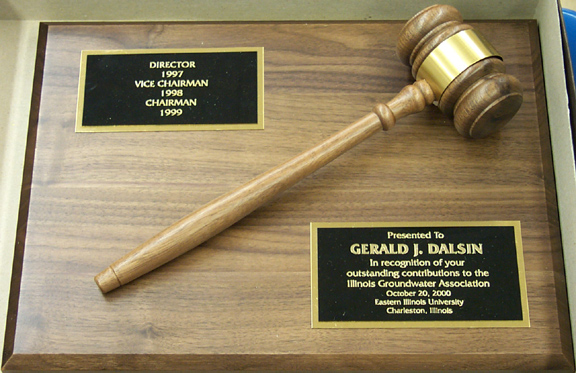 DIRECTOR
1997
VICE CHAIRMAN
1998
CHAIRMAN
1999
Presented To
GERALD J. DALSIN
In recognition of your
outstanding contributions to the
Illinois Groundwater Association
October 20, 2000
Eastern Illinois University
Charleston, Illinois